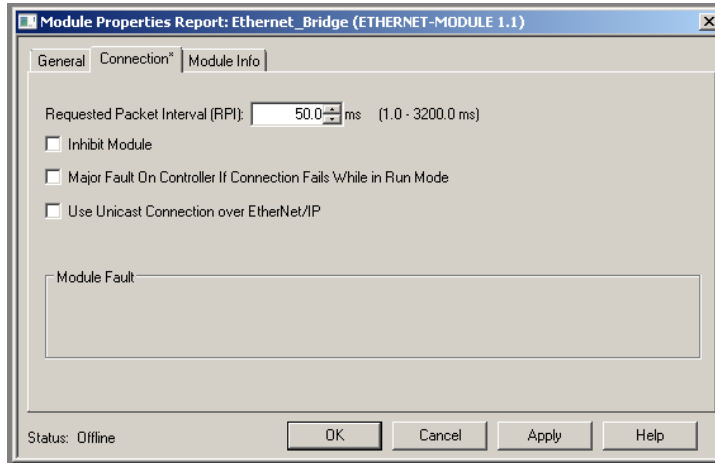 Module Properties Report: Ethernet_Bridge (ETHERNET-MODULE 1.1)
General Connection* Module Info
Requested Packet Interval (RPI): 50.0 ms (1.0 - 3200.0 ms)
Inhibit Module
Major Fault On Controller If Connection Fails While in Run Mode
Use Unicast Connection over EtherNet/IP
Module Fault
Status: Offline OK Cancel Apply Help